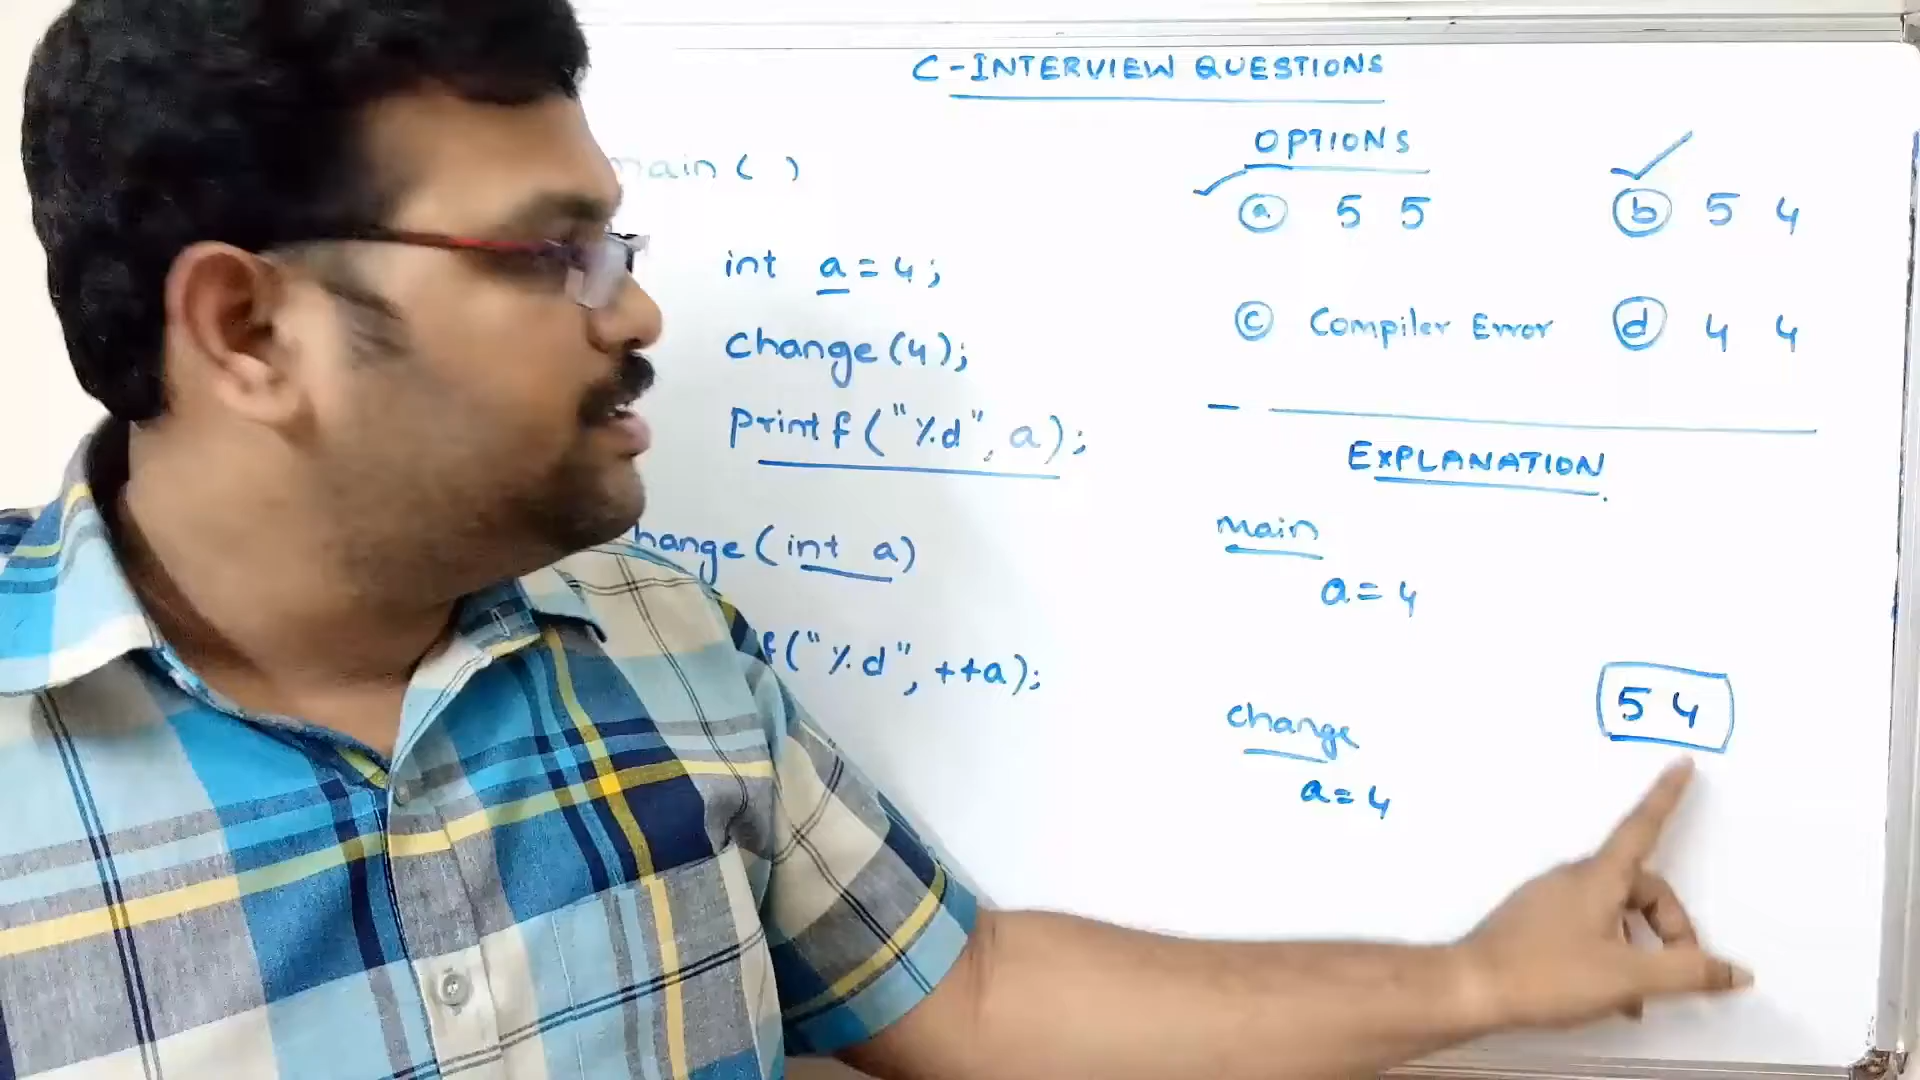 C-INTERVIEW QUESTIONS
main ( )
int a = 4;
change(4);
printf("%d", a);
hange(int a)
f("%d", ++a);
OPTIONS
a 5 5
b 5 4
c Compiler Error
d 4 4
EXPLANATION
main
a = 4
change
a = 4
5 4